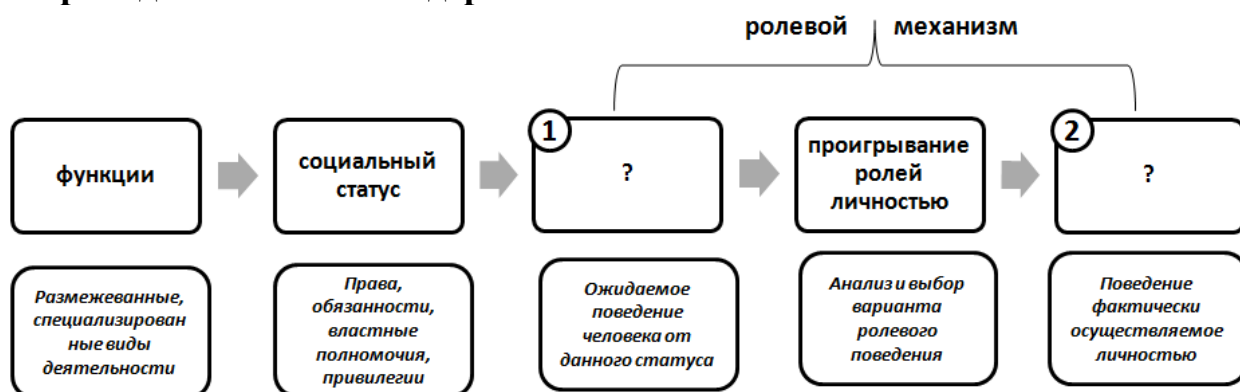 ролевой механизм
1
2
функции
социальный
статус
?
проигрывание
ролей
личностью
?
Размежеванные,
специализирован
ные виды
деятельности
Права,
обязанности,
властные
полномочия,
привилегии
Ожидаемое
поведение
человека от
данного статуса
Анализ и выбор
варианта
ролевого
поведения
Поведение
фактически
осуществляемое
личностью